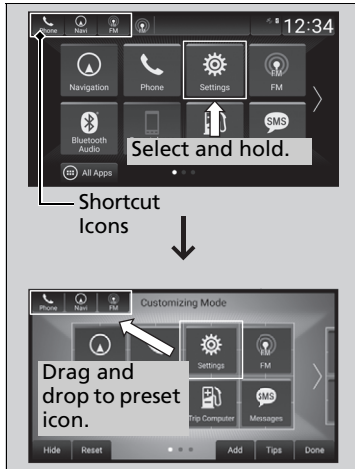 Phone Navi FM 12:34
Navigation Phone Settings FM
Bluetooth
Audio
SMS
Select and hold.
All Apps
Shortcut
Icons
Phone Navi FM Customizing Mode
Settings FM
Drag and
drop to preset
icon.
Trip Computer Messages
SMS
Hide Reset Add Tips Done